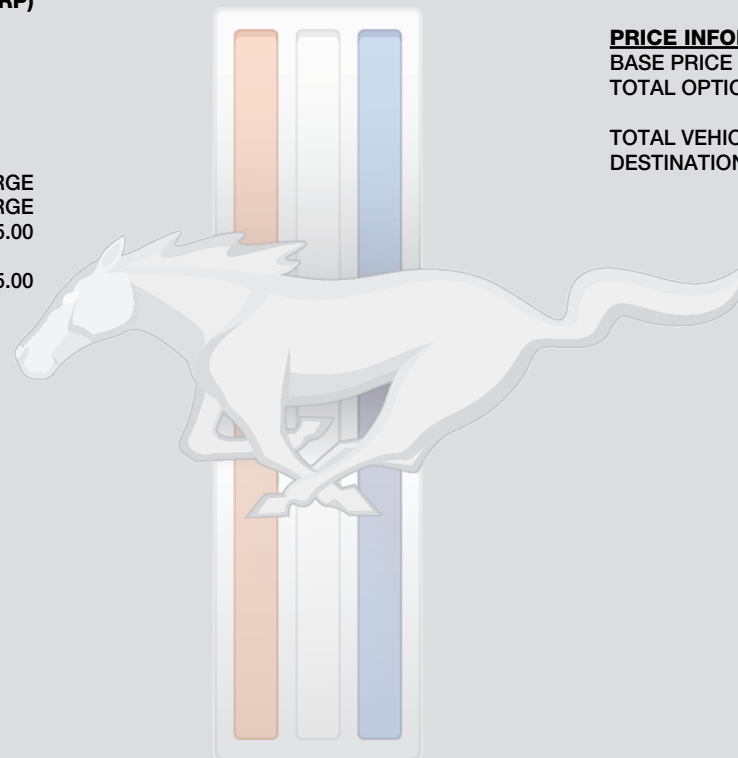 RP)
RGE
RGE
5.00
5.00
PRICE INFO
BASE PRICE
TOTAL OPTIO
TOTAL VEHIC
DESTINATION